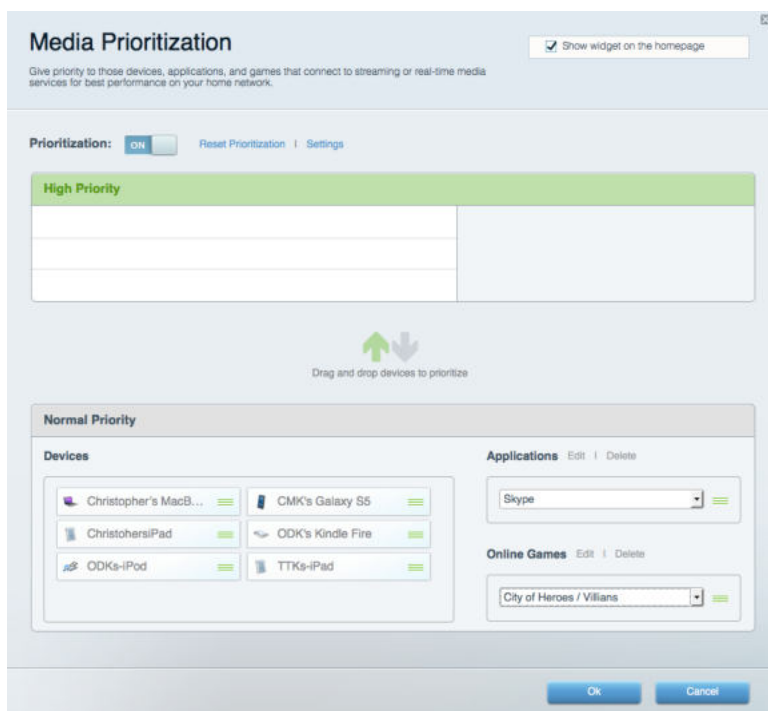 Media Prioritization
Show widget on the homepage
Give priority to those devices, applications, and games that connect to streaming or real-time media
services for best performance on your home network.
Prioritization: ON Reset Prioritization | Settings
High Priority
Drag and drop devices to prioritize
Normal Priority
Devices
Christopher's MacB...
CMK's Galaxy S5
ChristohersiPad
ODK's Kindle Fire
ODKs-iPod
TTKs-iPad
Applications Edit | Delete
Skype
Online Games Edit | Delete
City of Heroes / Villians
Ok
Cancel